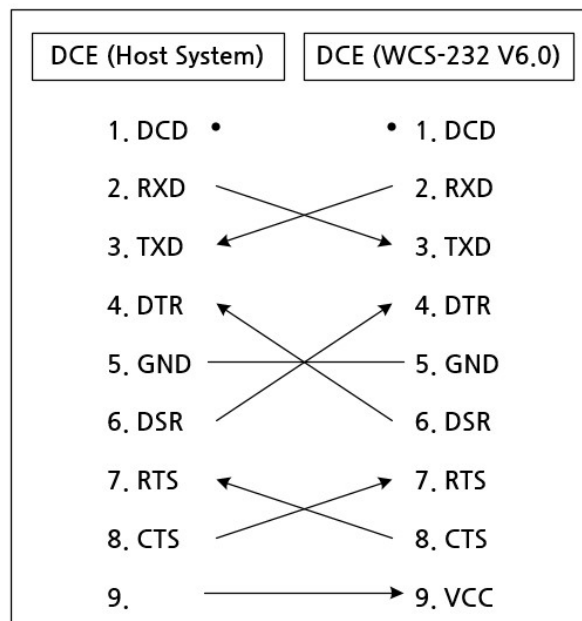 DCE (Host System) DCE (WCS-232 V6.0)
1. DCD 1. DCD
2. RXD 2. RXD
3. TXD 3. TXD
4. DTR 4. DTR
5. GND 5. GND
6. DSR 6. DSR
7. RTS 7. RTS
8. CTS 8. CTS
9. 9. VCC